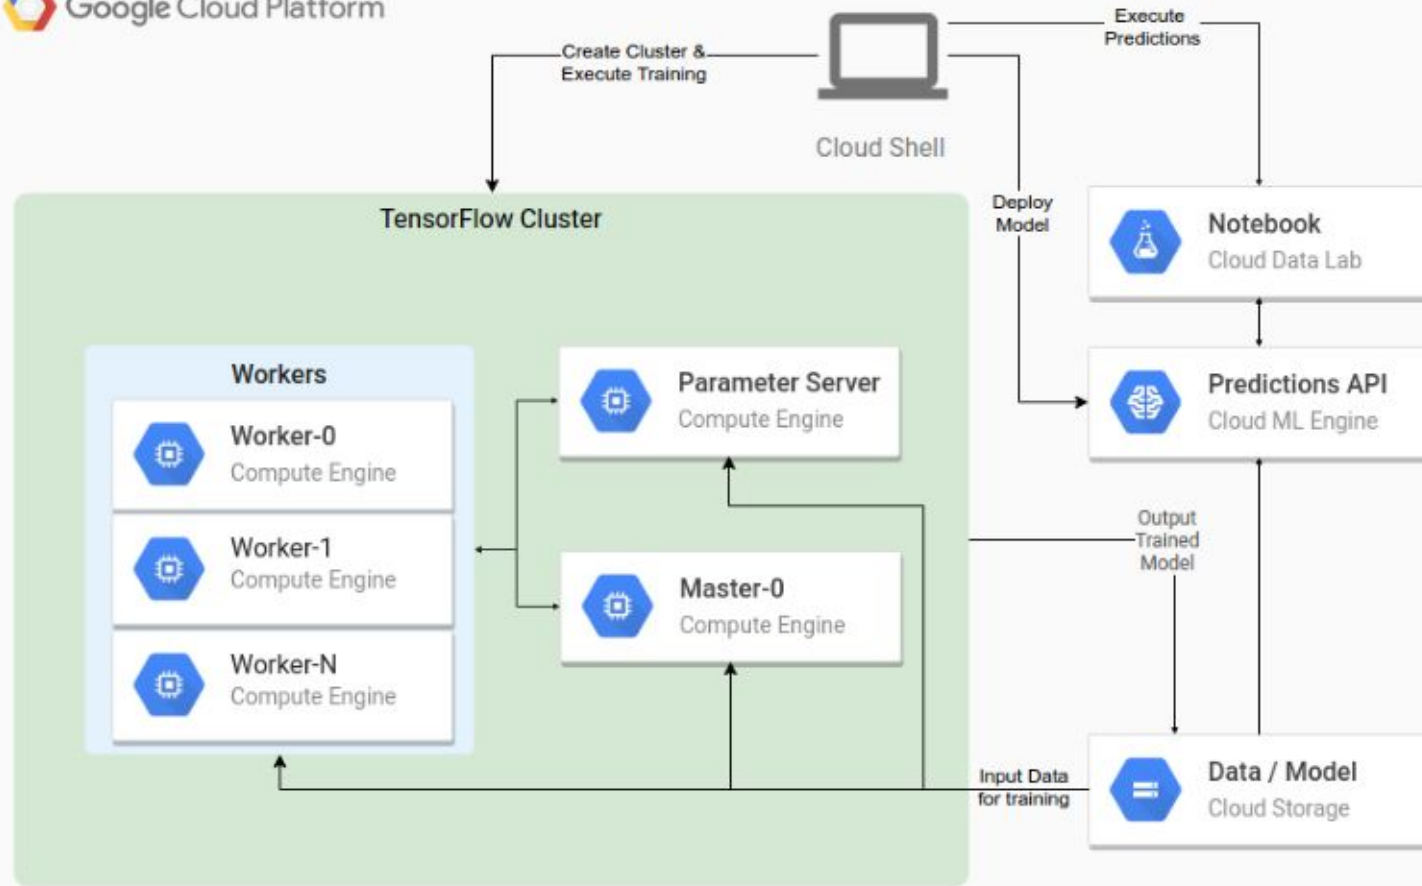 Google Cloud Platform
Execute
Predictions
Create Cluster &
Execute Training
Cloud Shell
Deploy
Model
Notebook
Cloud Data Lab
TensorFlow Cluster
Workers
Worker-0
Compute Engine
Worker-1
Compute Engine
Worker-N
Compute Engine
Parameter Server
Compute Engine
Master-0
Compute Engine
Predictions API
Cloud ML Engine
Output
Trained
Model
Input Data
for training
Data / Model
Cloud Storage